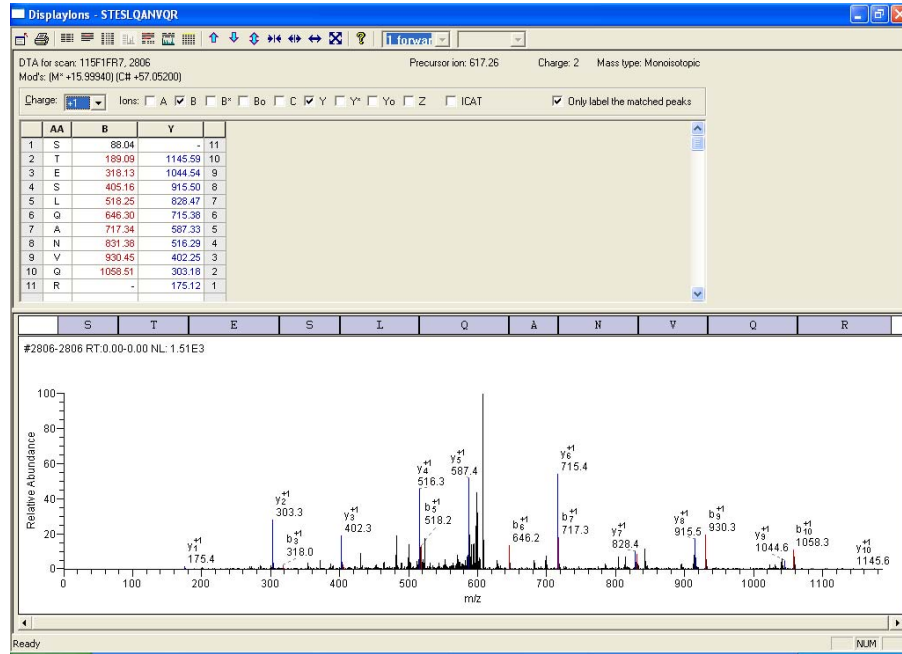 DisplayIons - STESLQANVQR
1 forwar
DTA for scan: 115F1FR7, 2806 Precursor ion: 617.26 Charge: 2 Mass type: Monoisotopic
Mod's: (M* +15.99940) (C# +57.05200)
Charge: +1 Ions: A B B* Bo C Y Y* Yo Z ICAT Only label the matched peaks
AA B Y
1 S 88.04 - 11
2 T 189.09 1145.59 10
3 E 318.13 1044.54 9
4 S 405.16 915.50 8
5 L 518.25 828.47 7
6 Q 646.30 715.38 6
7 A 717.34 587.33 5
8 N 831.38 516.29 4
9 V 930.45 402.25 3
10 Q 1058.51 303.18 2
11 R - 175.12 1
S T E S L Q A N V Q R
#2806-2806 RT:0.00-0.00 NL: 1.51E3
100
80
60
40
20
0
Relative Abundance
y1+1
175.4
y2+1
303.3
b3+1
318.0
y3+1
402.3
y4+1
516.3
b5+1
518.2
y5+1
587.4
b6+1
646.2
y6+1
715.4
b7+1
717.3
y7+1
828.4
y8+1
915.5
b9+1
930.3
y9+1
1044.6
b10+1
1058.3
y10+1
1145.6
0 100 200 300 400 500 600 700 800 900 1000 1100
m/z
Ready NUM